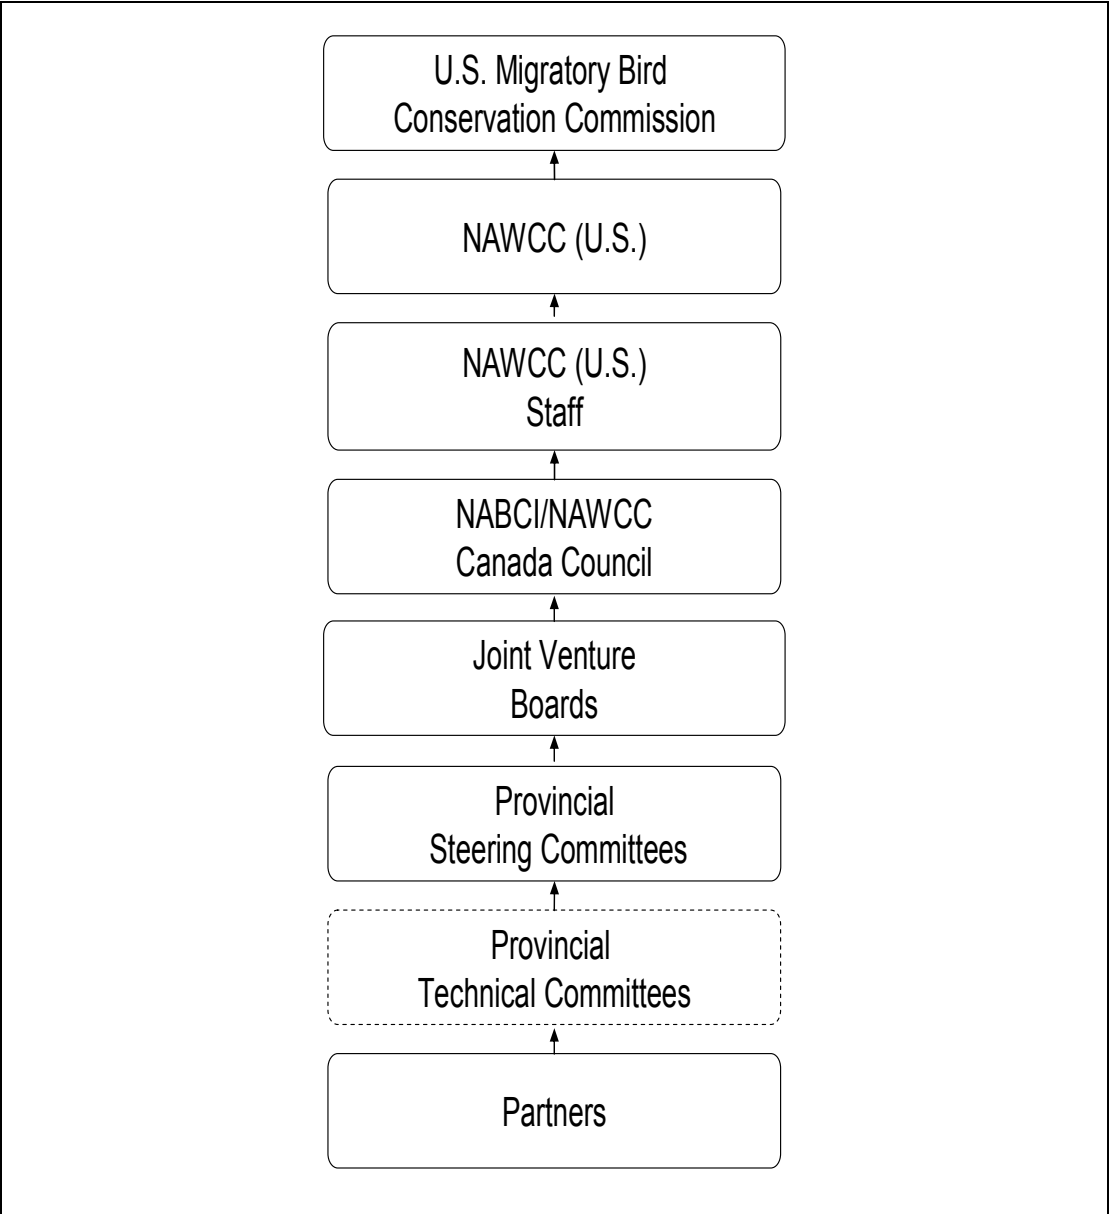 U.S. Migratory Bird
Conservation Commission
NAWCC (U.S.)
NAWCC (U.S.)
Staff
NABCI/NAWCC
Canada Council
Joint Venture
Boards
Provincial
Steering Committees
Provincial
Technical Committees
Partners